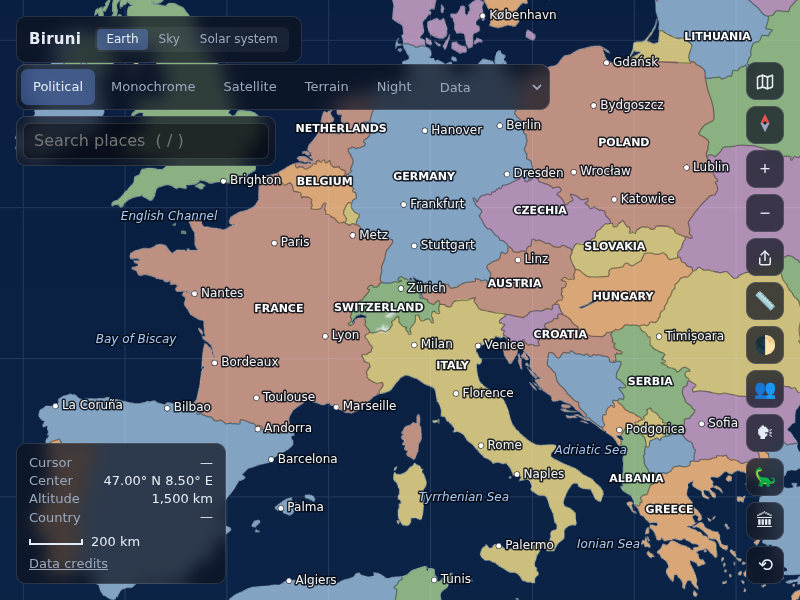 Biruni
Earth
Sky
Solar system
Political
Monochrome
Satellite
Terrain
Night
Data
Search places ( / )
København
LITHUANIA
Gdańsk
Bydgoszcz
NETHERLANDS
Hanover
Berlin
POLAND
Brighton
BELGIUM
GERMANY
Dresden
Wrocław
Lublin
Frankfurt
Katowice
English Channel
CZECHIA
Paris
Metz
Stuttgart
SLOVAKIA
Linz
Nantes
FRANCE
SWITZERLAND
Zürich
AUSTRIA
HUNGARY
Bay of Biscay
Lyon
Milan
Venice
CROATIA
Timişoara
Bordeaux
ITALY
SERBIA
La Coruña
Bilbao
Toulouse
Marseille
Florence
Andorra
Podgorica
Sofia
Barcelona
Rome
Adriatic Sea
Naples
ALBANIA
Palma
Tyrrhenian Sea
GREECE
Palermo
Ionian Sea
Algiers
Tunis
Cursor —
Center 47.00° N 8.50° E
Altitude 1,500 km
Country —
200 km
Data credits
+
−